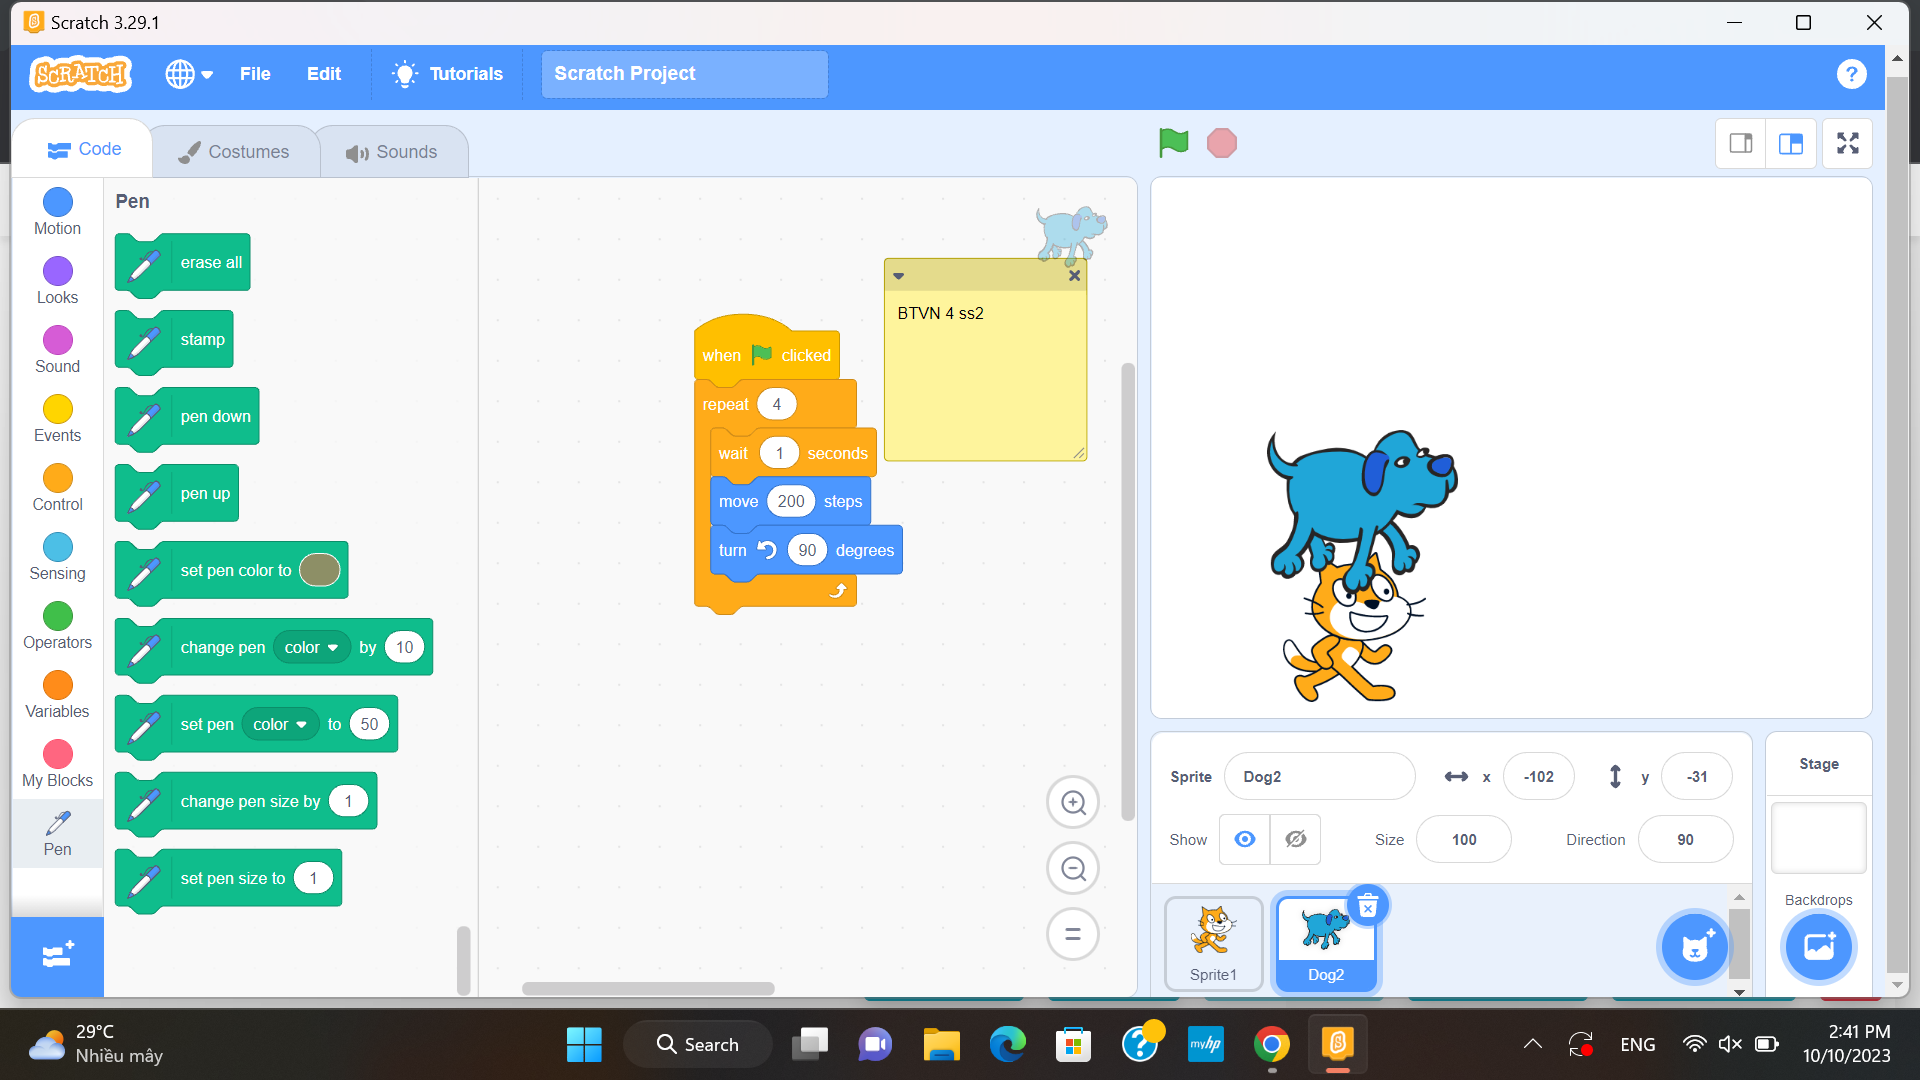 Scratch 3.29.1
SCRATCH
File
Edit
Tutorials
Scratch Project
?
Code
Costumes
Sounds
Motion
Looks
Sound
Events
Control
Sensing
Operators
Variables
My Blocks
Pen
Pen
erase all
stamp
pen down
pen up
set pen color to
change pen color by 10
set pen color to 50
change pen size by 1
set pen size to 1
when clicked
repeat 4
wait 1 seconds
move 200 steps
turn 90 degrees
BTVN 4 ss2
Sprite Dog2 x -102 y -31
Show Size 100 Direction 90
Sprite1
Dog2
Stage
Backdrops
29°C
Nhiều mây
Search
myhp
ENG
2:41 PM
10/10/2023